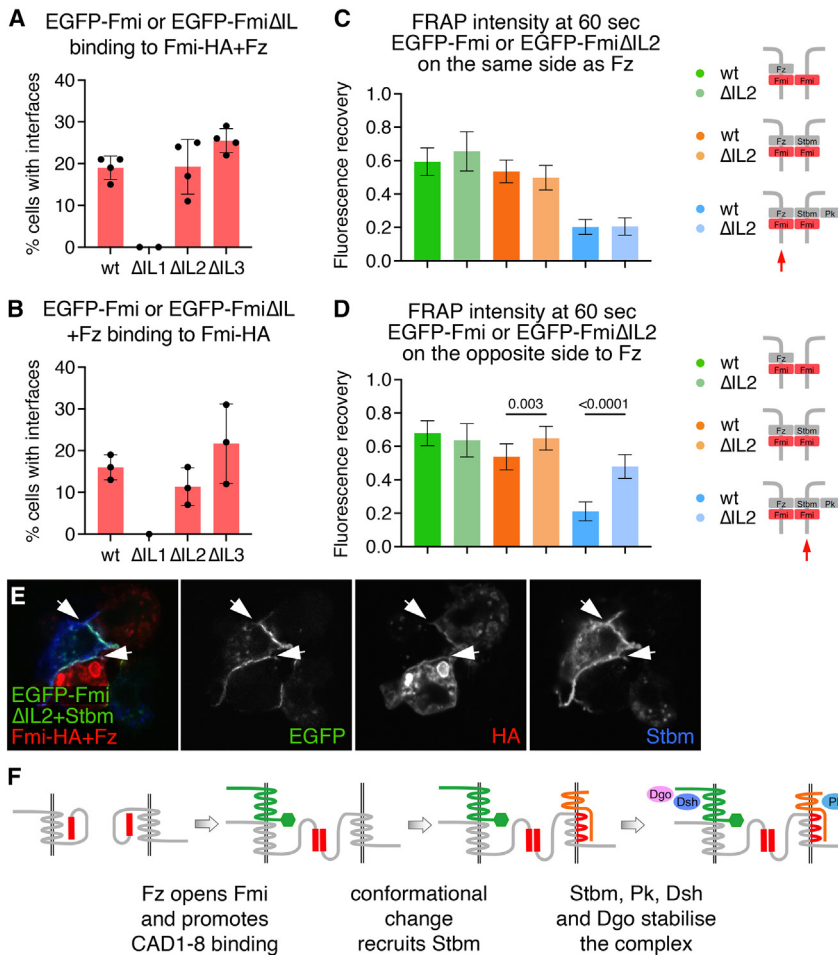 A
EGFP-Fmi or EGFP-FmiΔIL
binding to Fmi-HA+Fz
% cells with interfaces
40
30
20
10
0
wt ΔIL1 ΔIL2 ΔIL3
B
EGFP-Fmi or EGFP-FmiΔIL
+Fz binding to Fmi-HA
% cells with interfaces
40
30
20
10
0
wt ΔIL1 ΔIL2 ΔIL3
C
FRAP intensity at 60 sec
EGFP-Fmi or EGFP-FmiΔIL2
on the same side as Fz
Fluorescence recovery
1.0
0.8
0.6
0.4
0.2
0.0
wt
ΔIL2
Fz
Fmi Fmi
wt
ΔIL2
Fz Stbm
Fmi Fmi
wt
ΔIL2
Fz Stbm Pk
Fmi Fmi
D
FRAP intensity at 60 sec
EGFP-Fmi or EGFP-FmiΔIL2
on the opposite side to Fz
Fluorescence recovery
1.0
0.8
0.6
0.4
0.2
0.0
0.003
<0.0001
wt
ΔIL2
Fz
Fmi Fmi
wt
ΔIL2
Fz Stbm
Fmi Fmi
wt
ΔIL2
Fz Stbm Pk
Fmi Fmi
E
EGFP-Fmi
ΔIL2+Stbm
Fmi-HA+Fz
EGFP
HA
Stbm
F
Dgo
Dsh
Fz opens Fmi
and promotes
CAD1-8 binding
conformational
change
recruits Stbm
Stbm, Pk, Dsh
and Dgo stabilise
the complex